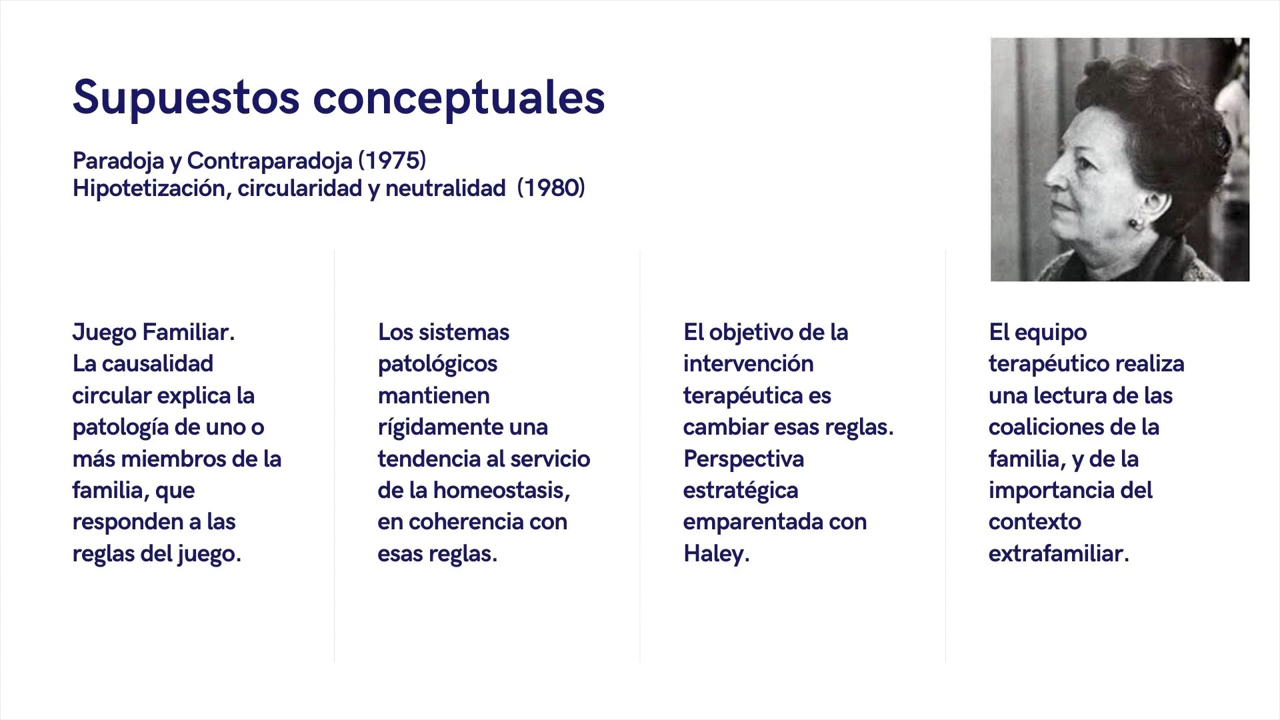 Supuestos conceptuales
Paradoja y Contraparadoja (1975)
Hipotetización, circularidad y neutralidad (1980)
Juego Familiar.
La causalidad
circular explica la
patología de uno o
más miembros de la
familia, que
responden a las
reglas del juego.
Los sistemas
patológicos
mantienen
rígidamente una
tendencia al servicio
de la homeostasis,
en coherencia con
esas reglas.
El objetivo de la
intervención
terapéutica es
cambiar esas reglas.
Perspectiva
estratégica
emparentada con
Haley.
El equipo
terapéutico realiza
una lectura de las
coaliciones de la
familia, y de la
importancia del
contexto
extrafamiliar.